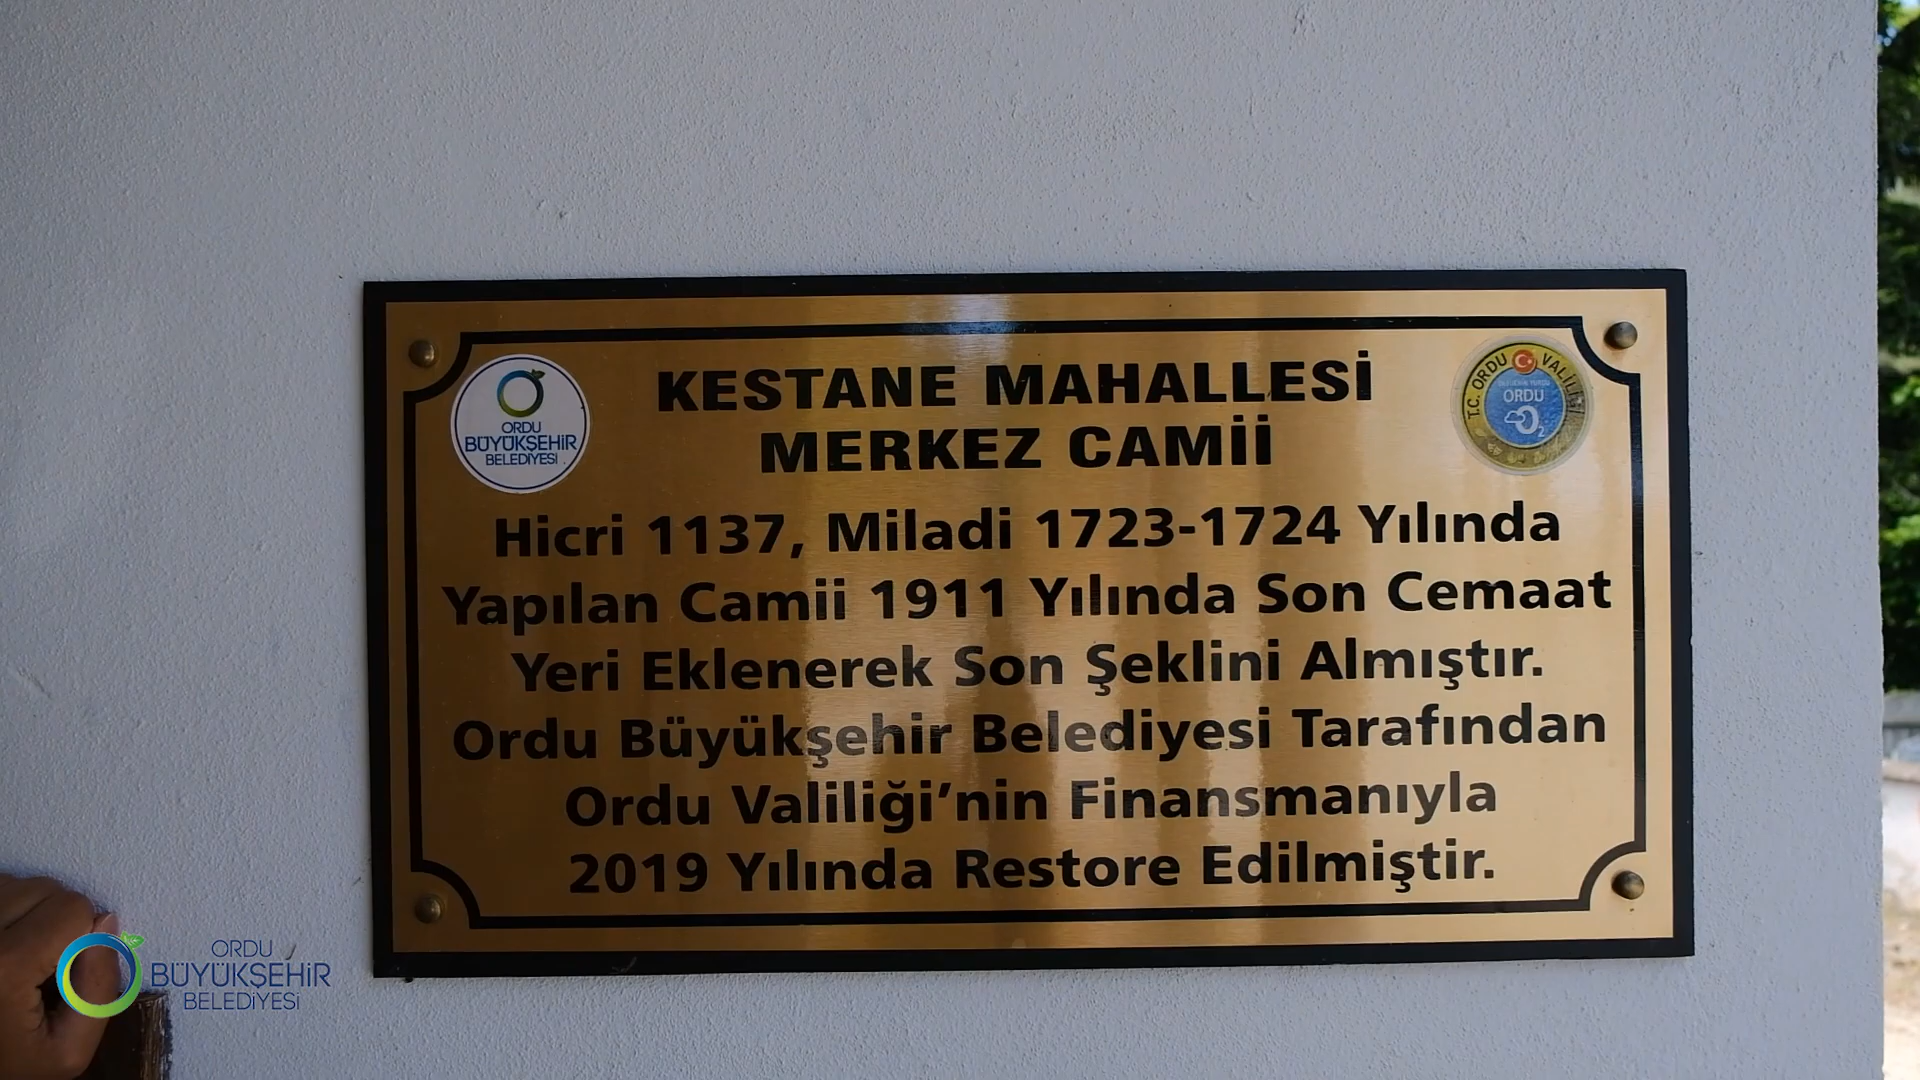 KESTANE MAHALLESİ
MERKEZ CAMİİ
Hicri 1137, Miladi 1723-1724 Yılında
Yapılan Camii 1911 Yılında Son Cemaat
Yeri Eklenerek Son Şeklini Almıştır.
Ordu Büyükşehir Belediyesi Tarafından
Ordu Valiliği’nin Finansmanıyla
2019 Yılında Restore Edilmiştir.
ORDU
BÜYÜKŞEHİR
BELEDİYESİ
T.C. ORDU VALİLİĞİ
ORDU
O2
ORDU
BÜYÜKŞEHİR
BELEDİYESİ